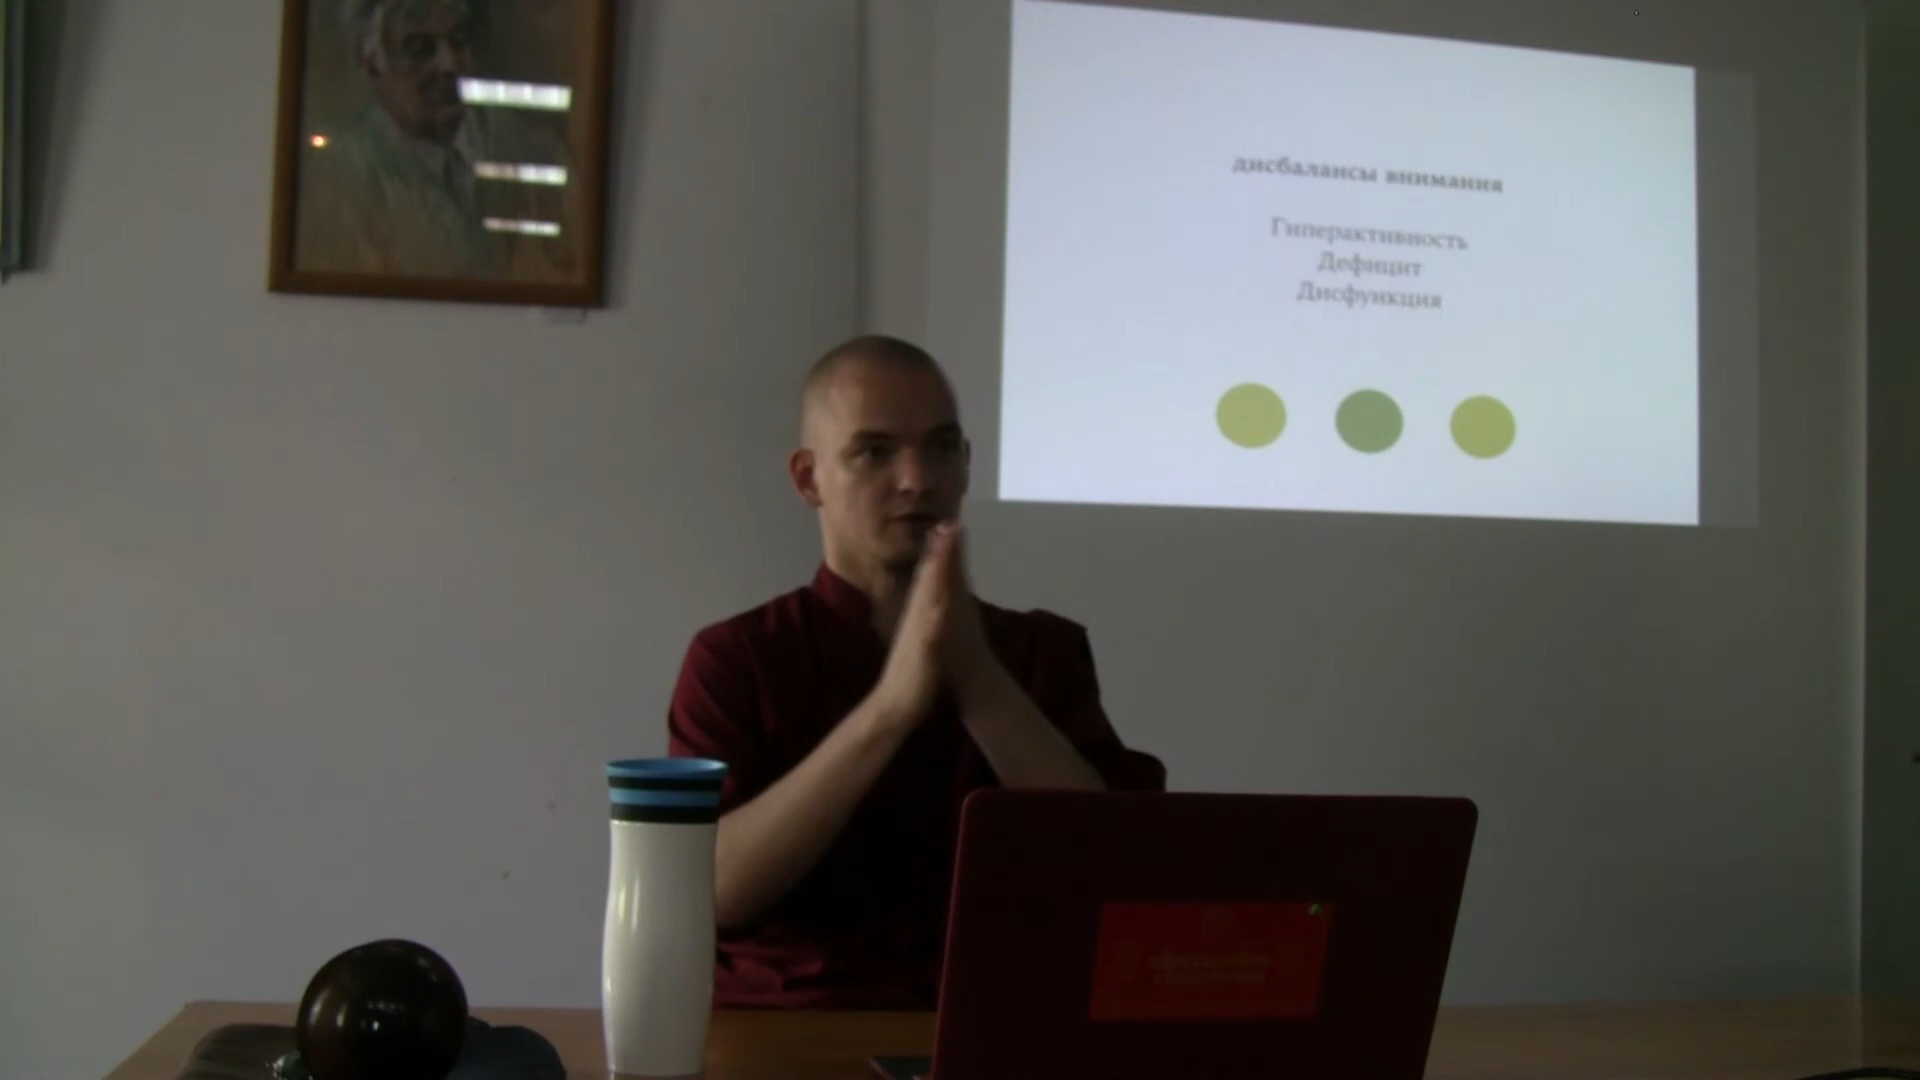 дисбалансы внимания
Гиперактивность
Дефицит
Дисфункция